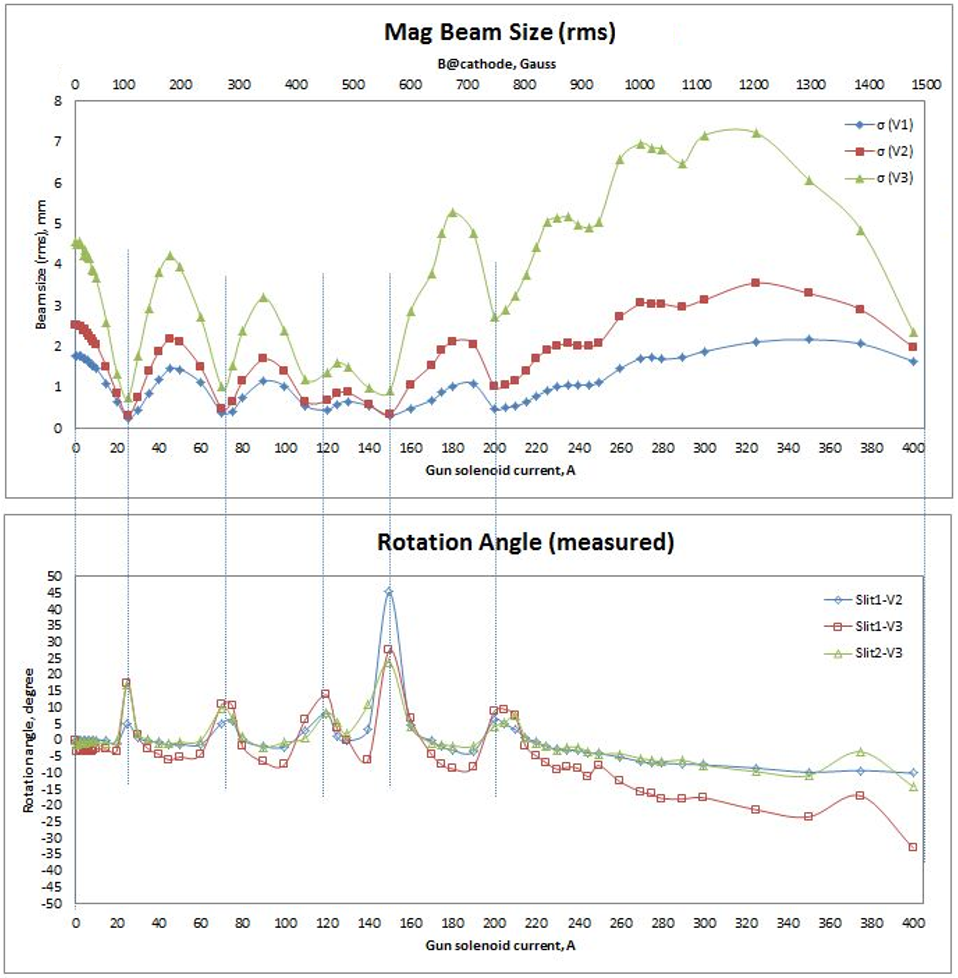 Mag Beam Size (rms)
B@cathode, Gauss
0 100 200 300 400 500 600 700 800 900 1000 1100 1200 1300 1400 1500
8
7
6
5
4
3
2
1
0
Beamsize (rms), mm
σ (V1)
σ (V2)
σ (V3)
0 20 40 60 80 100 120 140 160 180 200 220 240 260 280 300 320 340 360 380 400
Gun solenoid current, A
Rotation Angle (measured)
50
45
40
35
30
25
20
15
10
5
0
-5
-10
-15
-20
-25
-30
-35
-40
-45
-50
Rotation angle, degree
Slit1-V2
Slit1-V3
Slit2-V3
0 20 40 60 80 100 120 140 160 180 200 220 240 260 280 300 320 340 360 380 400
Gun solenoid current, A